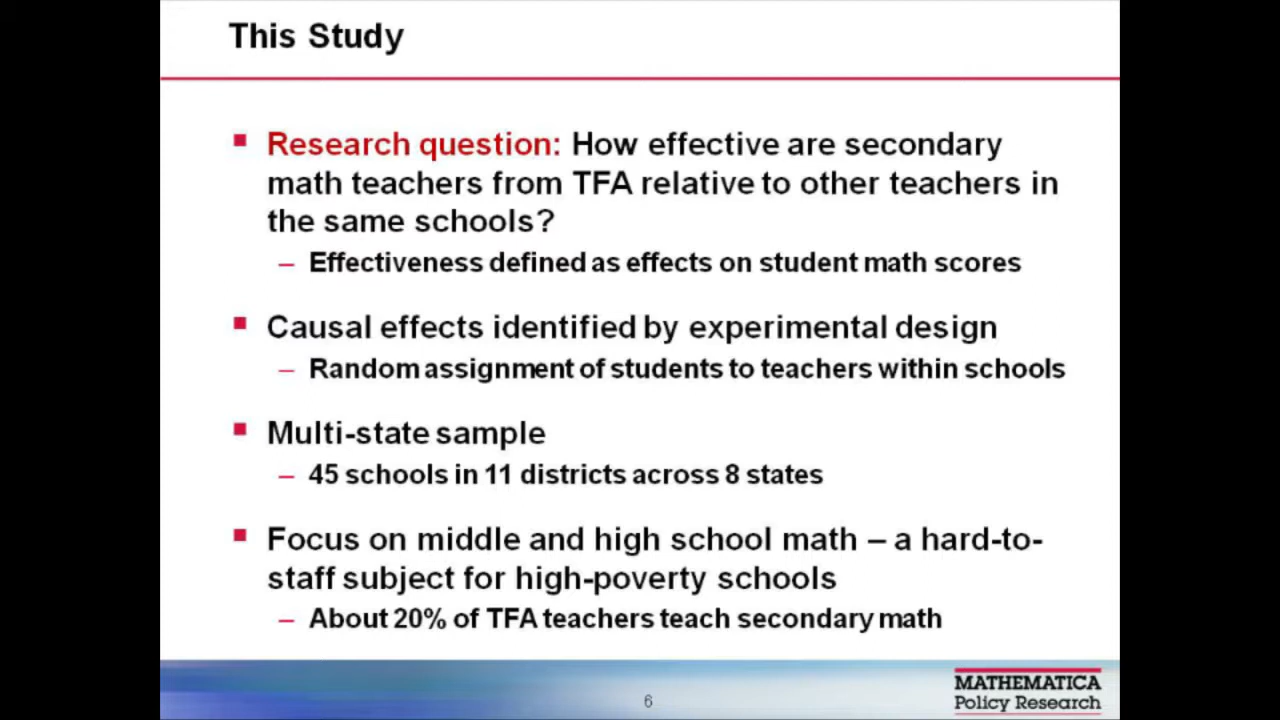 This Study
▪ Research question: How effective are secondary
math teachers from TFA relative to other teachers in
the same schools?
– Effectiveness defined as effects on student math scores
▪ Causal effects identified by experimental design
– Random assignment of students to teachers within schools
▪ Multi-state sample
– 45 schools in 11 districts across 8 states
▪ Focus on middle and high school math – a hard-to-
staff subject for high-poverty schools
– About 20% of TFA teachers teach secondary math
6
MATHEMATICA
Policy Research